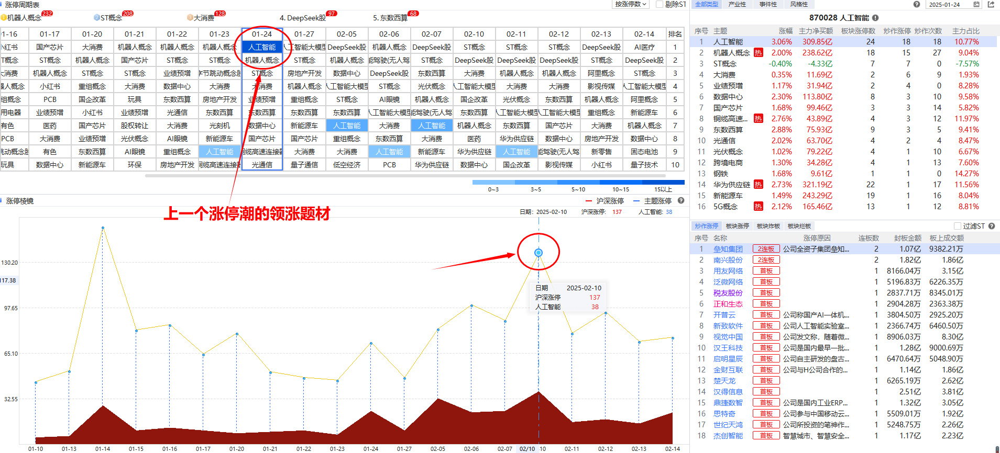 涨停周期表
按涨停数
剔除ST
1 机器人概念 232
2 ST概念 208
3 大消费 128
4. DeepSeek股 97
5. 东数西算 68
01-17 01-20 01-21 01-22 01-23 01-24 01-27 02-05 02-06 02-07 02-10 02-11 02-12 02-13 02-14 排名
小红书 国产芯片 大消费 机器人概念 机器人概念 机器人概念 人工智能 人工智能大模型 DeepSeek股 机器人概念 DeepSeek股 ST概念 ST概念 ST概念 DeepSeek股 AI医疗 1
T概念 ST概念 机器人概念 国产芯片 ST概念 ST概念 机器人概念 ST概念 机器人概念 能驾驶(无人驾 ST概念 DeepSeek股 DeepSeek股 DeepSeek股 ST概念 DeepSeek股 2
大消费 机器人概念 ST概念 ST概念 业绩预增 字节跳动概念股 ST概念 房地产开发 数据中心 DeepSeek股 东数西算 大消费 机器人概念 机器人概念 阿里概念 ST概念 3
器人概念 小红书 重组概念 大消费 数据中心 大消费 大消费 机器人概念 人工智能大模型 ST概念 光伏概念 人工智能大模型 大消费 大消费 影视传媒 人工智能大模型 4
组概念 PCB 国企改革 玩具 东数西算 房地产开发 业绩预增 重组概念 ST概念 AI眼镜 机器人概念 国企改革 光伏概念 东数西算 机器人概念 阿里概念 5
用电器 业绩预增 小红书 业绩预增 光通信 东数西算 东数西算 东数西算 东数西算 人工智能大模型 能驾驶(无人驾 东数西算 人工智能大模型 人工智能大模型 重组概念 新能源车 6
有色 医药 国产芯片 股权转让 大消费 光刻机 数据中心 新能源车 人工智能 大消费 人工智能 机器人概念 东数西算 国产芯片 大消费 机器人概念 7
PCB 大消费 业绩预增 光伏概念 AI眼镜 新能源车 国产芯片 国产芯片 重组概念 东数西算 大消费 医药 华为供应链 数据中心 房地产开发 数据中心 8
跳动概念股 有色 东数西算 AI眼镜 重组概念 人工智能 铜缆高速连接器 大消费 大消费 人工智能 新能源车 华为供应链 人工智能 能驾驶(无人驾 新零售 固态电池 9
玩具 数据中心 新能源车 环保 房地产开发 铜缆高速连接器 光通信 量子通信 低空经济 PCB 华为供应链 数据中心 国企改革 影视传媒 小红书 量子技术 10
0~3 3~5 5~10 10~15 15以上
涨停棱镜
沪深涨停 主题涨停
上一个涨停潮的领涨题材
日期: 2025-02-10 沪深涨停: 137 人工智能: 38
130.20
117.38
97.65
65.10
32.55
日期 2025-02-10
沪深涨停 137
人工智能 38
01-10 01-13 01-14 01-15 01-16 01-17 01-20 01-21 01-22 01-23 01-24 01-27 02-05 02-06 02-07 02/10 10 02-11 02-12 02-13 02-14
全部类型 产业性 事件性 风格性
2025-01-24
870028 人工智能
序号 主题 涨幅 主力净买额 板块涨停数 炒作涨停 炒作次数 主力占比
1 人工智能 3.06% 309.85亿 24 18 18 10.77%
2 机器人概念 热 2.00% 238.62亿 18 15 27 9.04%
3 ST概念 -0.40% -4.33亿 7 7 0 -7.57%
4 大消费 0.35% 11.69亿 2 6 9 1.93%
5 业绩预增 1.17% 31.94亿 2 4 0 8.28%
6 数据中心 2.30% 113.80亿 8 3 10 9.58%
7 国产芯片 1.68% 99.46亿 3 3 14 5.82%
8 铜缆高速... 热 2.76% 43.89亿 4 3 12 11.97%
9 东数西算 2.88% 75.93亿 9 3 5 9.41%
10 光通信 2.02% 63.70亿 4 2 4 8.47%
11 光伏概念 1.02% 79.22亿 4 1 10 6.67%
12 跨境电商 1.30% 34.28亿 4 1 13 7.60%
13 钢铁 1.68% 9.61亿 1 1 0 14.27%
14 华为供应链 热 2.73% 321.19亿 22 1 17 11.56%
15 新能源车 1.49% 243.29亿 19 1 16 8.04%
16 5G概念 热 2.12% 165.46亿 13 1 12 8.81%
炒作涨停 板块涨停 板块炸板 板块烂板
过滤ST
序号 名称 涨停原因 连板数 封板金额 板上成交额
1 垒知集团 2连板 公司全资子集团垒知... 2 1.07亿 9382.21万
2 南兴股份 2连板 2 1.82亿 1.86亿
3 用友网络 首板 1 8166.04万 3.15亿
4 泛微网络 首板 1 5196.83万 6226.35万
5 税友股份 首板 1 2837.71万 8345.01万
6 正和生态 首板 1 2904.28万 2363.38万
7 开普云 首板 公司称国产AI一体机... 1 3804.50万 2925.20万
8 新致软件 首板 公司人工智能实验室... 1 2366.74万 6460.50万
9 视觉中国 首板 公司发文称，随着微... 1 8906.03万 8.30亿
10 汉王科技 首板 公司是国内最早一批... 1 1.28亿 9000.69万
11 启明星辰 首板 公司自主研发的盘古... 1 6470.64万 5048.90万
12 金财互联 首板 公司与H公司合作的... 1 1.14亿 1.86亿
13 楚天龙 首板 1 6265.19万 2.62亿
14 汉得信息 首板 1 2.51亿 3.81亿
15 鼎捷数智 首板 公司是国内工业ERP... 1 1.32亿 3.05亿
16 思特奇 首板 公司参与中国移动云... 1 5509.01万 1.92亿
17 世纪天鸿 首板 公司所投资的笔神作... 1 5248.75万 2.26亿
18 杰创智能 首板 智慧城市、智慧安全... 1 1.17亿 2.23亿